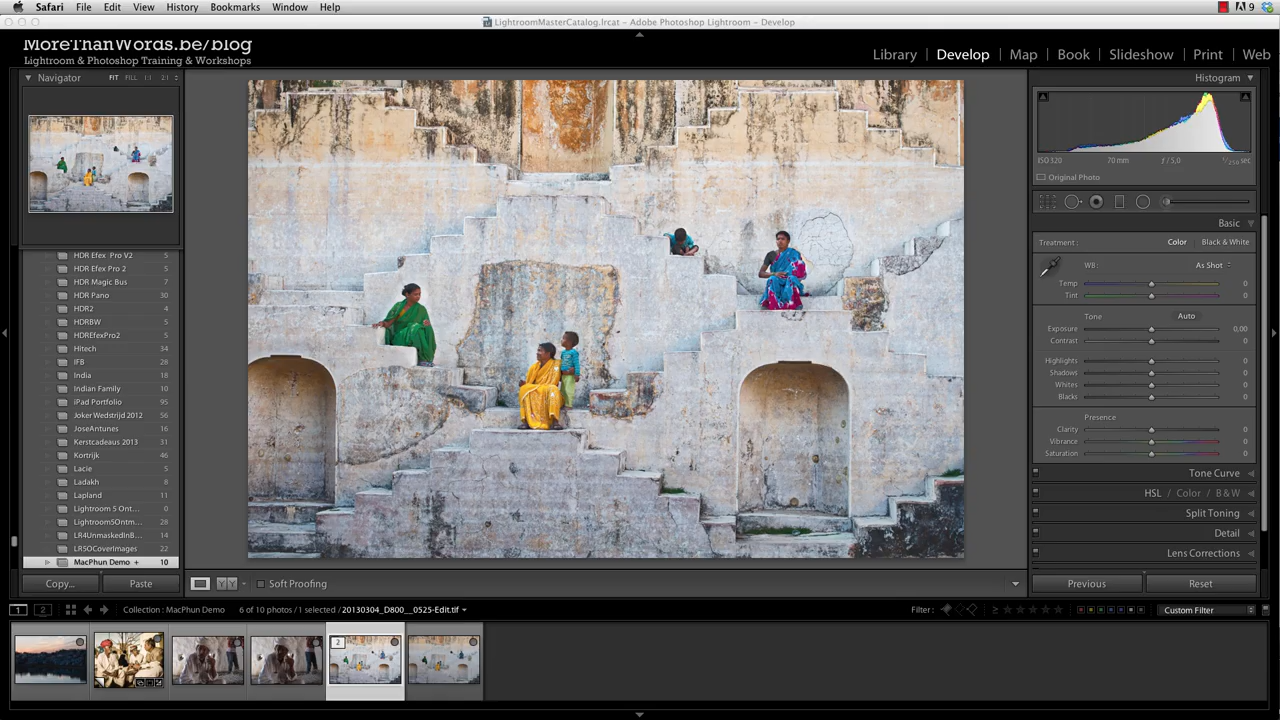 Safari File Edit View History Bookmarks Window Help 9
LightroomMasterCatalog.lrcat – Adobe Photoshop Lightroom – Develop
MoreThanWords.be/blog
Lightroom & Photoshop Training & Workshops
Library | Develop | Map | Book | Slideshow | Print | Web
Navigator FIT FILL 1:1 2:1
HDR Efex Pro V2 5
HDR Efex Pro 2 5
HDR Magic Bus 7
HDR Pano 30
HDR2 4
HDRBW 5
HDREfexPro2 5
Hitech 34
IFB 28
India 18
Indian Family 10
iPad Portfolio 95
Joker Wedstrijd 2012 56
JoseAntunes 16
Kerstcadeaus 2013 31
Kortrijk 46
Lacie 5
Ladakh 8
Lapland 11
Lightroom 5 Ont... 0
Lightroom5Ontm... 28
LR4UnmaskedInB... 14
LR5OCoverImages 22
MacPhun Demo + 10
Copy... Paste
Soft Proofing
Histogram
ISO 320 70 mm ƒ / 5,0 1/250 sec
Original Photo
Basic
Treatment: Color Black & White
WB: As Shot
Temp 0
Tint 0
Tone Auto
Exposure 0,00
Contrast 0
Highlights 0
Shadows 0
Whites 0
Blacks 0
Presence
Clarity 0
Vibrance 0
Saturation 0
Tone Curve
HSL / Color / B & W
Split Toning
Detail
Lens Corrections
Previous Reset
1 2 Collection : MacPhun Demo 6 of 10 photos / 1 selected / 20130304_D800__0525-Edit.tif Filter : Custom Filter
2